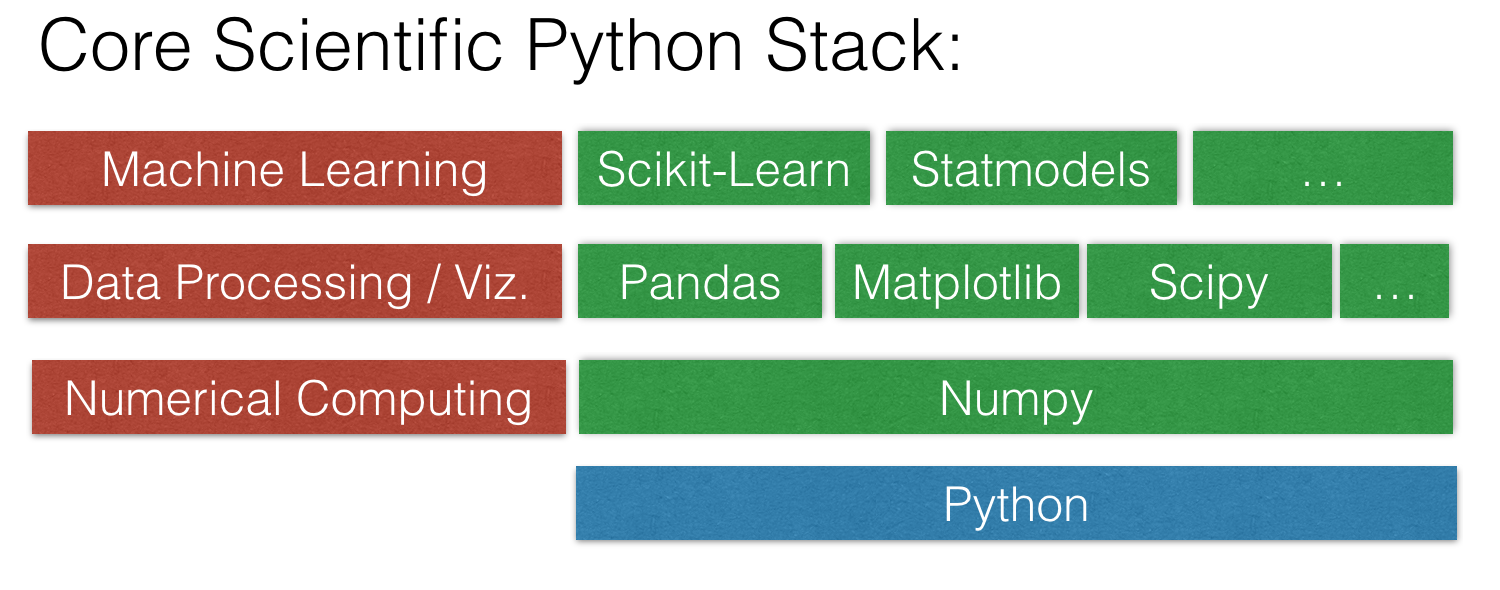 Core Scientific Python Stack:
Machine Learning Scikit-Learn Statmodels ...
Data Processing / Viz. Pandas Matplotlib Scipy ...
Numerical Computing Numpy
Python